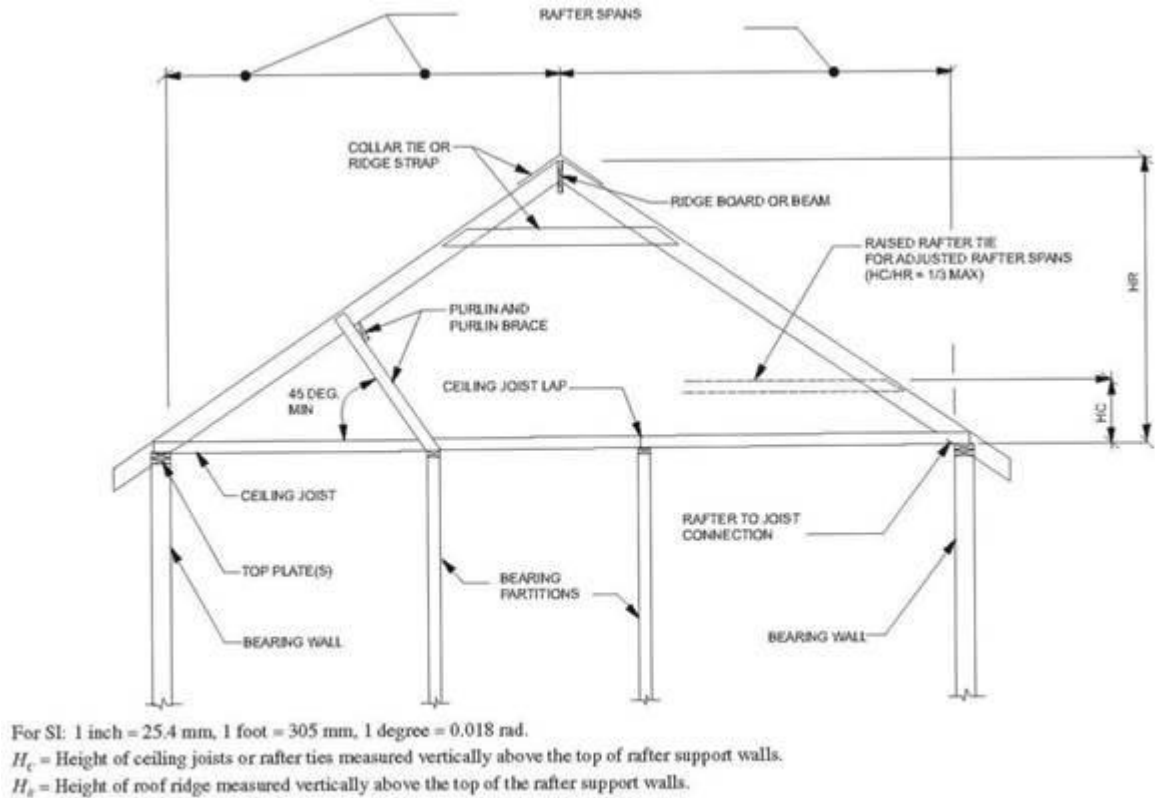 RAFTER SPANS
COLLAR TIE OR
RIDGE STRAP
RIDGE BOARD OR BEAM
RAISED RAFTER TIE
FOR ADJUSTED RAFTER SPANS
(HC/HR = 1/3 MAX)
HR
PURLIN AND
PURLIN BRACE
45 DEG.
MIN
CEILING JOIST LAP
HC
CEILING JOIST
RAFTER TO JOIST
CONNECTION
TOP PLATE(S)
BEARING
PARTITIONS
BEARING WALL
BEARING WALL
For SI: 1 inch = 25.4 mm, 1 foot = 305 mm, 1 degree = 0.018 rad.
H_C = Height of ceiling joists or rafter ties measured vertically above the top of rafter support walls.
H_R = Height of roof ridge measured vertically above the top of the rafter support walls.